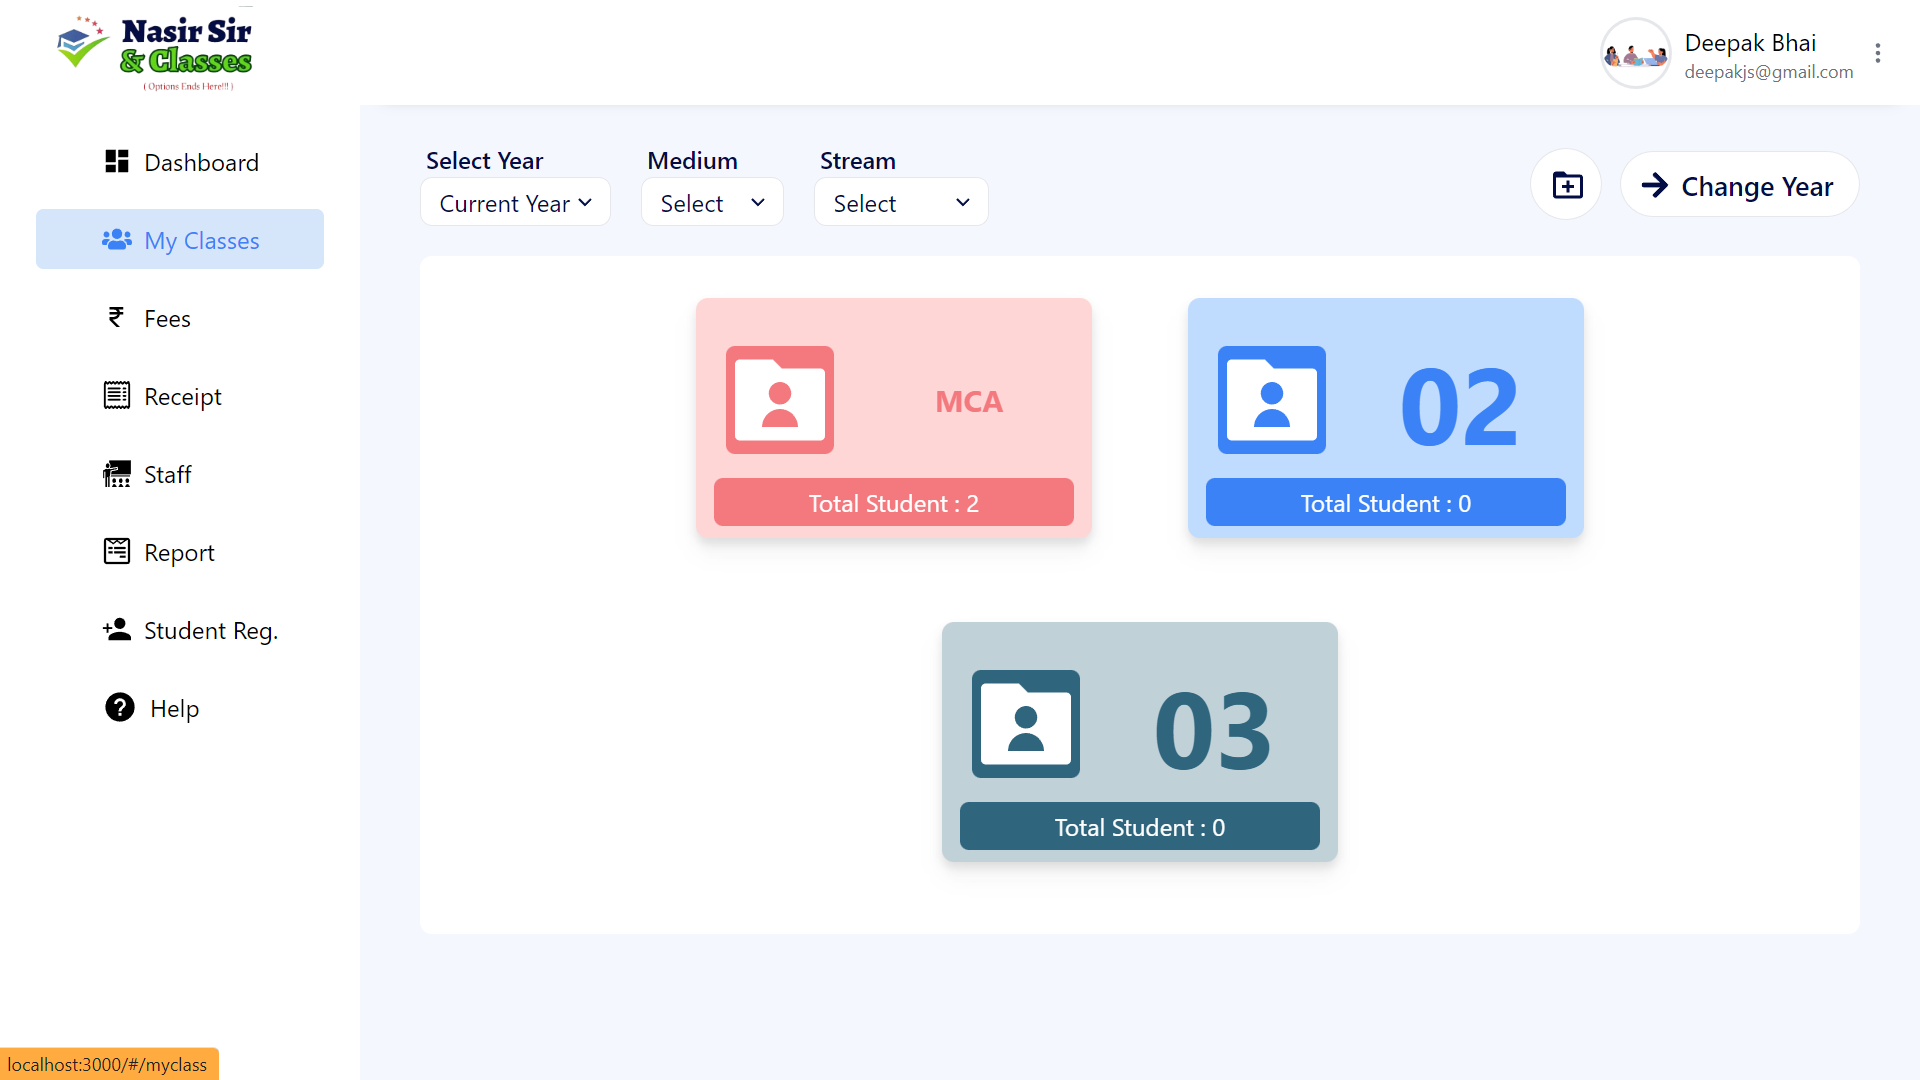 Nasir Sir
& Classes
( Options Ends Here!!! )
Deepak Bhai
deepakjs@gmail.com
Dashboard
My Classes
Fees
Receipt
Staff
Report
Student Reg.
Help
Select Year
Medium
Stream
Current Year
Select
Select
Change Year
MCA
Total Student : 2
02
Total Student : 0
03
Total Student : 0
localhost:3000/#/myclass